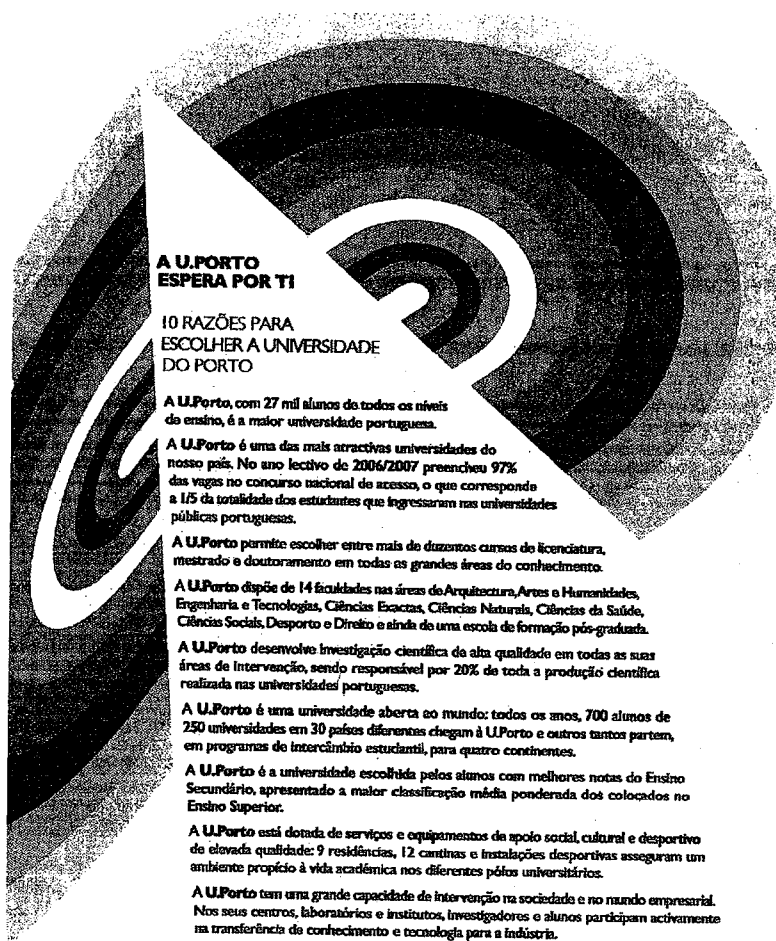 A U.PORTO
ESPERA POR TI
10 RAZÕES PARA
ESCOLHER A UNIVERSIDADE
DO PORTO
A U.Porto, com 27 mil alunos de todos os níveis
de ensino, é a maior universidade portuguesa.
A U.Porto é uma das mais atractivas universidades do
nosso país. No ano lectivo de 2006/2007 preencheu 97%
das vagas no concurso nacional de acesso, o que corresponde
a 1/5 da totalidade dos estudantes que ingressaram nas universidades
públicas portuguesas.
A U.Porto permite escolher entre mais de duzentos cursos de licenciatura,
mestrado e doutoramento em todas as grandes áreas do conhecimento.
A U.Porto dispõe de 14 faculdades nas áreas de Arquitectura, Artes e Humanidades,
Engenharia e Tecnologias, Ciências Exactas, Ciências Naturais, Ciências da Saúde,
Ciências Sociais, Desporto e Direito e ainda de uma escola de formação pós-graduada.
A U.Porto desenvolve investigação científica de alta qualidade em todas as suas
áreas de intervenção, sendo responsável por 20% de toda a produção científica
realizada nas universidades portuguesas.
A U.Porto é uma universidade aberta ao mundo: todos os anos, 700 alunos de
250 universidades em 30 países diferentes chegam à U.Porto e outros tantos partem,
em programas de intercâmbio estudantil, para quatro continentes.
A U.Porto é a universidade escolhida pelos alunos com melhores notas do Ensino
Secundário, apresentado a maior classificação média ponderada dos colocados no
Ensino Superior.
A U.Porto está dotada de serviços e equipamentos de apoio social, cultural e desportivo
de elevada qualidade: 9 residências, 12 cantinas e instalações desportivas asseguram um
ambiente propício à vida académica nos diferentes pólos universitários.
A U.Porto tem uma grande capacidade de intervenção na sociedade e no mundo empresarial.
Nos seus centros, laboratórios e institutos, investigadores e alunos participam activamente
na transferência de conhecimento e tecnologia para a indústria.